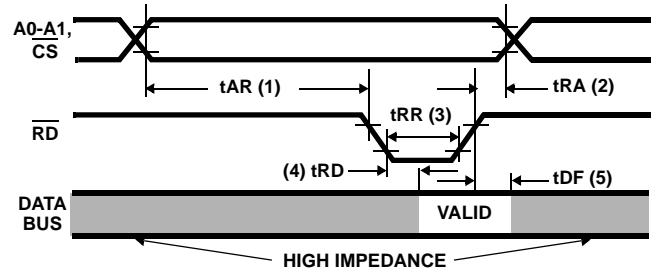 A0-A1,
CS
tAR (1)
tRA (2)
tRR (3)
RD
(4) tRD
tDF (5)
DATA
BUS
VALID
HIGH IMPEDANCE